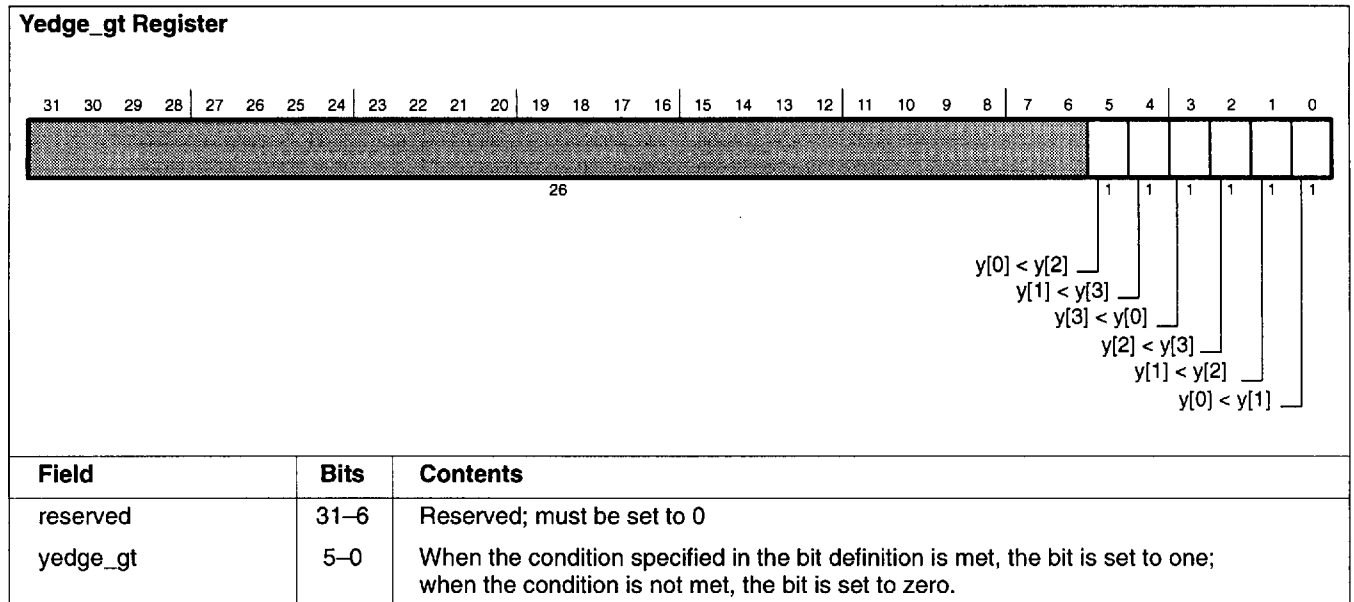 Yedge_gt Register
31 30 29 28 27 26 25 24 23 22 21 20 19 18 17 16 15 14 13 12 11 10 9 8 7 6 5 4 3 2 1 0
26 1 1 1 1 1 1
y[0] < y[2]
y[1] < y[3]
y[3] < y[0]
y[2] < y[3]
y[1] < y[2]
y[0] < y[1]
Field Bits Contents
reserved 31–6 Reserved; must be set to 0
yedge_gt 5–0 When the condition specified in the bit definition is met, the bit is set to one;
when the condition is not met, the bit is set to zero.